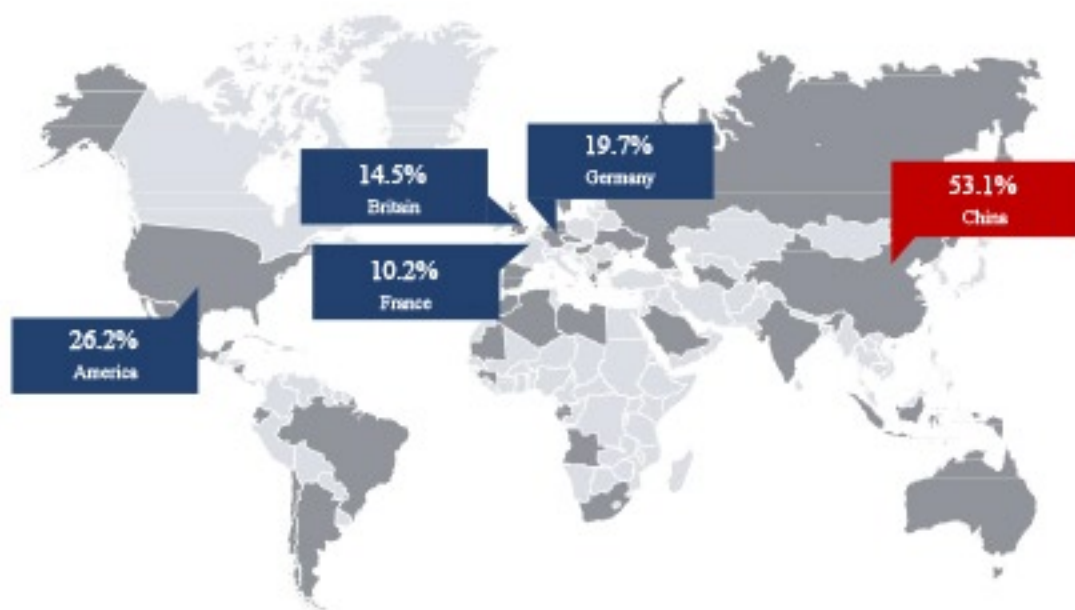 19.7%
Germany
14.5%
Britain
53.1%
China
10.2%
France
26.2%
America